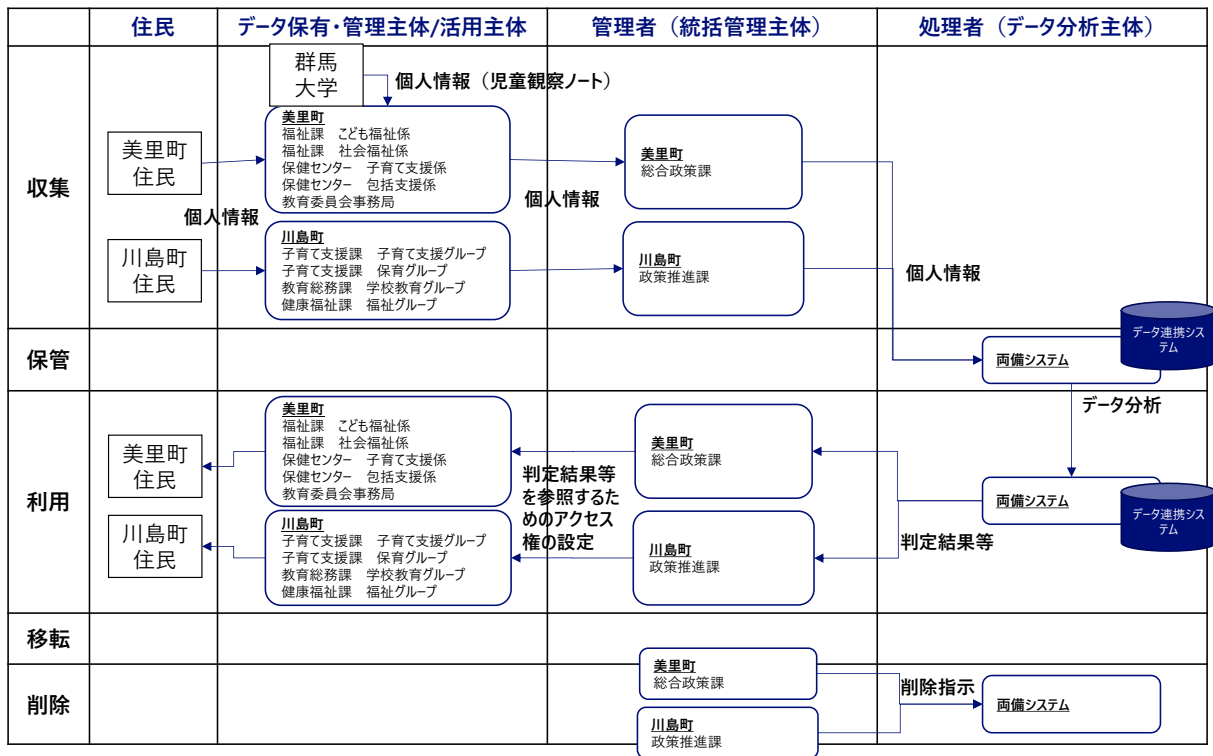 住民
データ保有・管理主体/活用主体
管理者（統括管理主体）
処理者（データ分析主体）
収集
群馬
大学
個人情報（児童観察ノート）
美里町
住民
美里町
福祉課　こども福祉係
福祉課　社会福祉係
保健センター　子育て支援係
保健センター　包括支援係
教育委員会事務局
美里町
総合政策課
個人情報
個人情報
川島町
住民
川島町
子育て支援課　子育て支援グループ
子育て支援課　保育グループ
教育総務課　学校教育グループ
健康福祉課　福祉グループ
川島町
政策推進課
個人情報
保管
両備システム
データ連携シス
テム
データ分析
利用
美里町
住民
美里町
福祉課　こども福祉係
福祉課　社会福祉係
保健センター　子育て支援係
保健センター　包括支援係
教育委員会事務局
判定結果等
を参照するた
めのアクセス
権の設定
美里町
総合政策課
両備システム
データ連携シス
テム
川島町
住民
川島町
子育て支援課　子育て支援グループ
子育て支援課　保育グループ
教育総務課　学校教育グループ
健康福祉課　福祉グループ
川島町
政策推進課
判定結果等
移転
削除
美里町
総合政策課
川島町
政策推進課
削除指示
両備システム